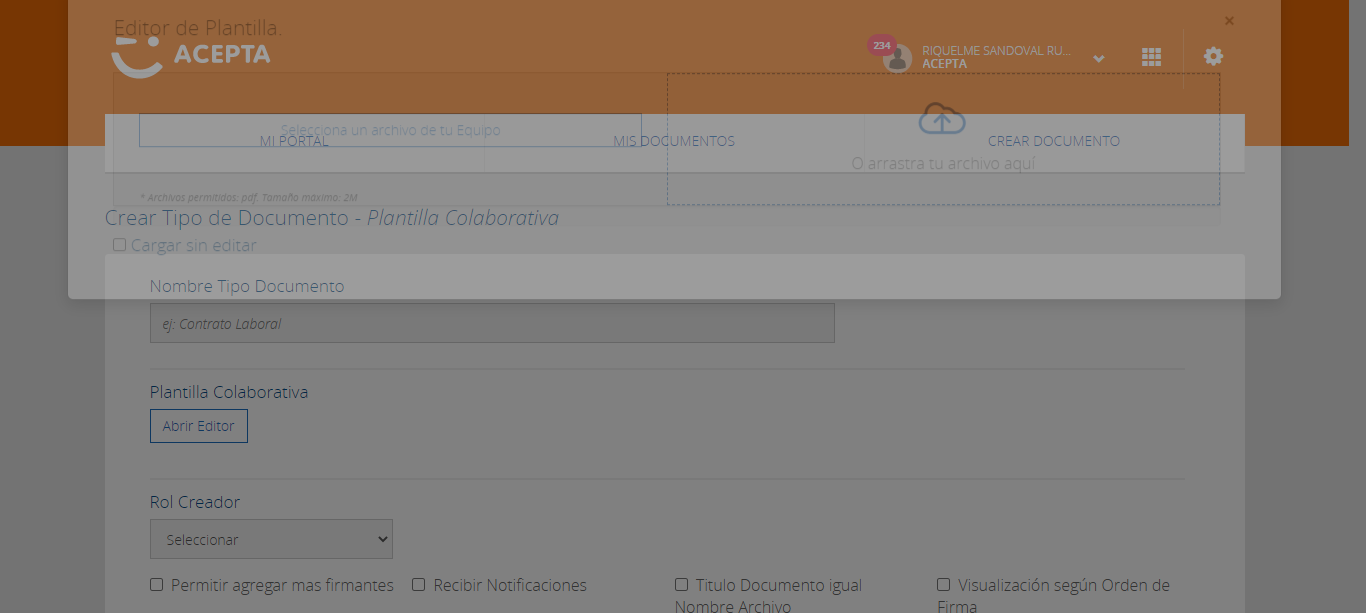 Editor de Plantilla.
×
ACEPTA
234
RIQUELME SANDOVAL RU...
ACEPTA
Selecciona un archivo de tu Equipo
MI PORTAL
MIS DOCUMENTOS
CREAR DOCUMENTO
O arrastra tu archivo aquí
* Archivos permitidos: pdf. Tamaño máximo: 2M
Crear Tipo de Documento - Plantilla Colaborativa
Cargar sin editar
Nombre Tipo Documento
ej: Contrato Laboral
Plantilla Colaborativa
Abrir Editor
Rol Creador
Seleccionar
Permitir agregar mas firmantes
Recibir Notificaciones
Titulo Documento igual
Nombre Archivo
Visualización según Orden de
Firma